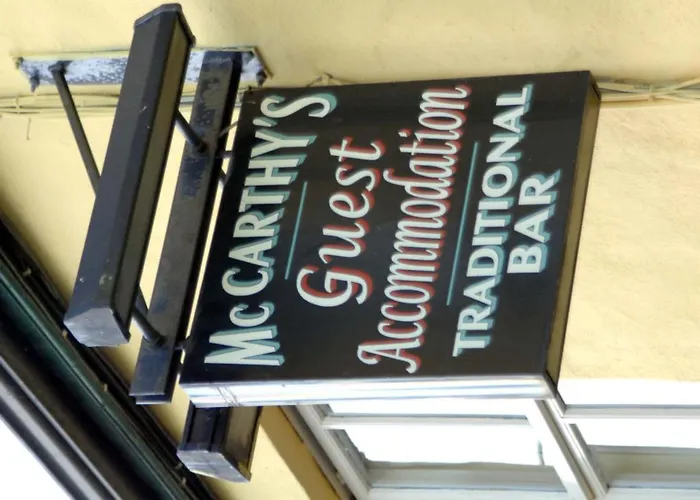 McCARTHY'S
Guest
Accommodation
TRADITIONAL
BAR